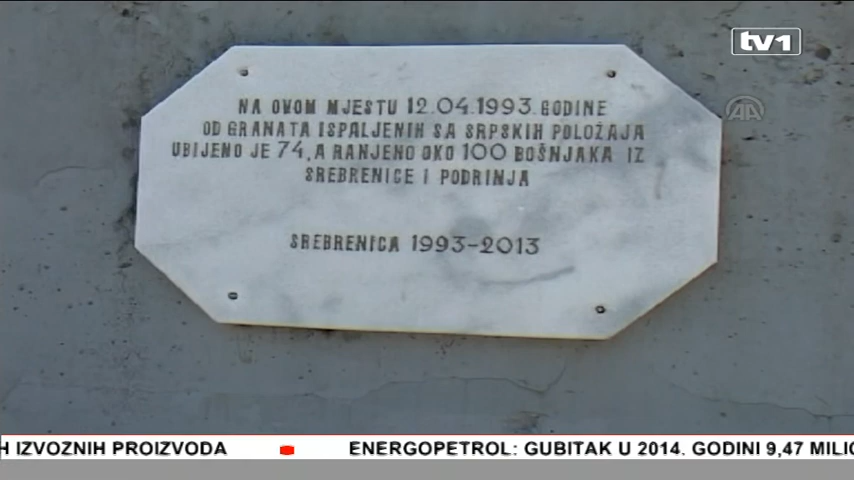 tv1
AA
NA OVOM MJESTU 12.04.1993. GODINE
OD GRANATA ISPALJENIH SA SRPSKIH POLOŽAJA
UBIJENO JE 74, A RANJENO OKO 100 BOŠNJAKA IZ
SREBRENICE I PODRINJA
SREBRENICA 1993-2013
H IZVOZNIH PROIZVODA ENERGOPETROL: GUBITAK U 2014. GODINI 9,47 MILIO